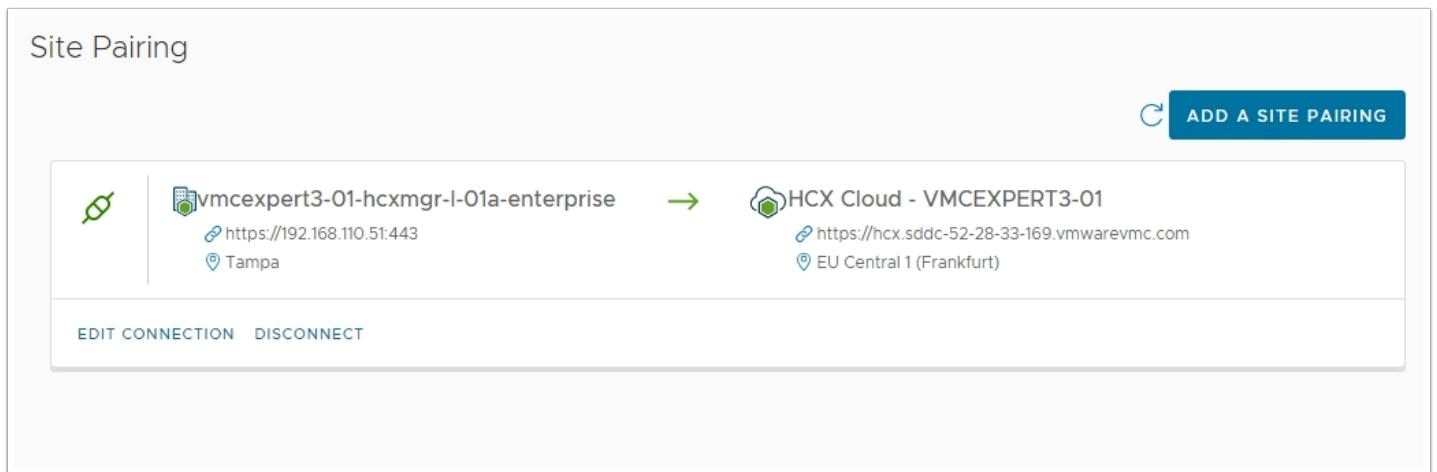 Site Pairing
ADD A SITE PAIRING
vmcexpert3-01-hcxmgr-l-01a-enterprise
https://192.168.110.51:443
Tampa
HCX Cloud - VMCEXPERT3-01
https://hcx.sddc-52-28-33-169.vmwarevmc.com
EU Central 1 (Frankfurt)
EDIT CONNECTION DISCONNECT